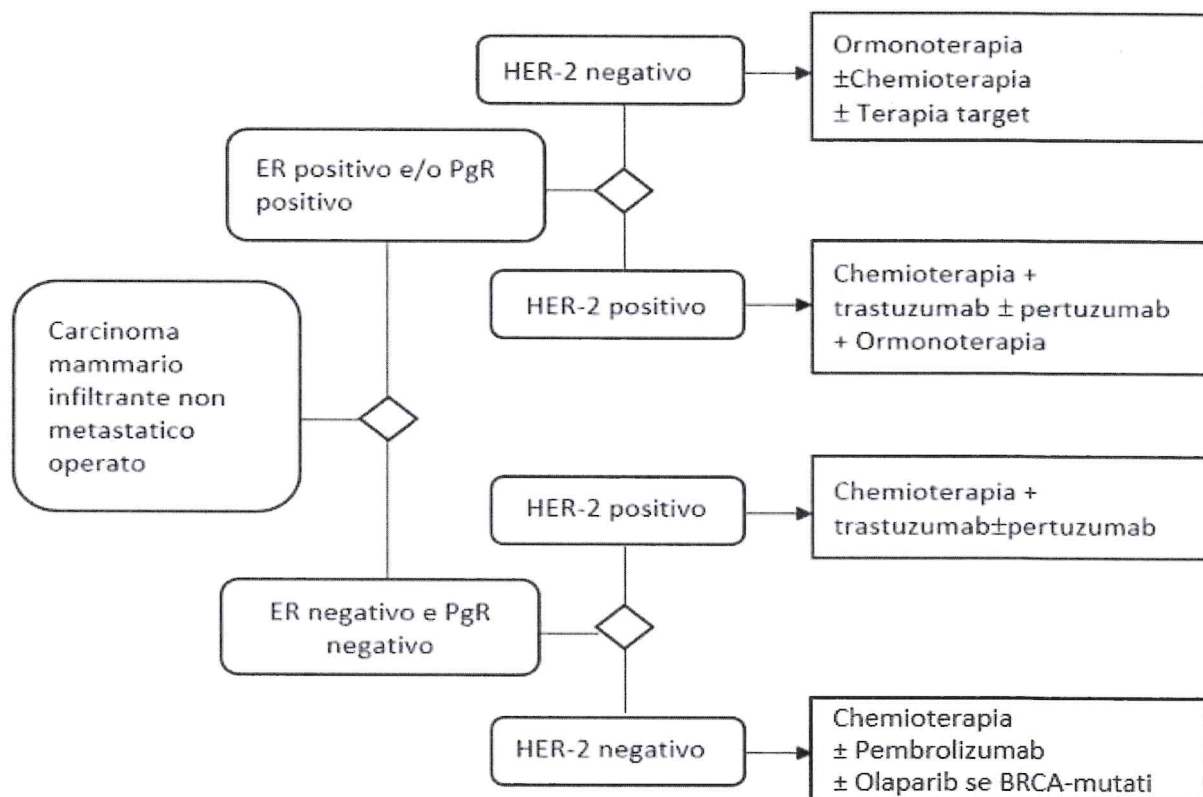 Carcinoma
mammario
infiltrante non
metastatico
operato
ER positivo e/o PgR
positivo
HER-2 negativo
Ormonoterapia
±Chemioterapia
± Terapia target
HER-2 positivo
Chemioterapia +
trastuzumab ± pertuzumab
+ Ormonoterapia
ER negativo e PgR
negativo
HER-2 positivo
Chemioterapia +
trastuzumab±pertuzumab
HER-2 negativo
Chemioterapia
± Pembrolizumab
± Olaparib se BRCA-mutati